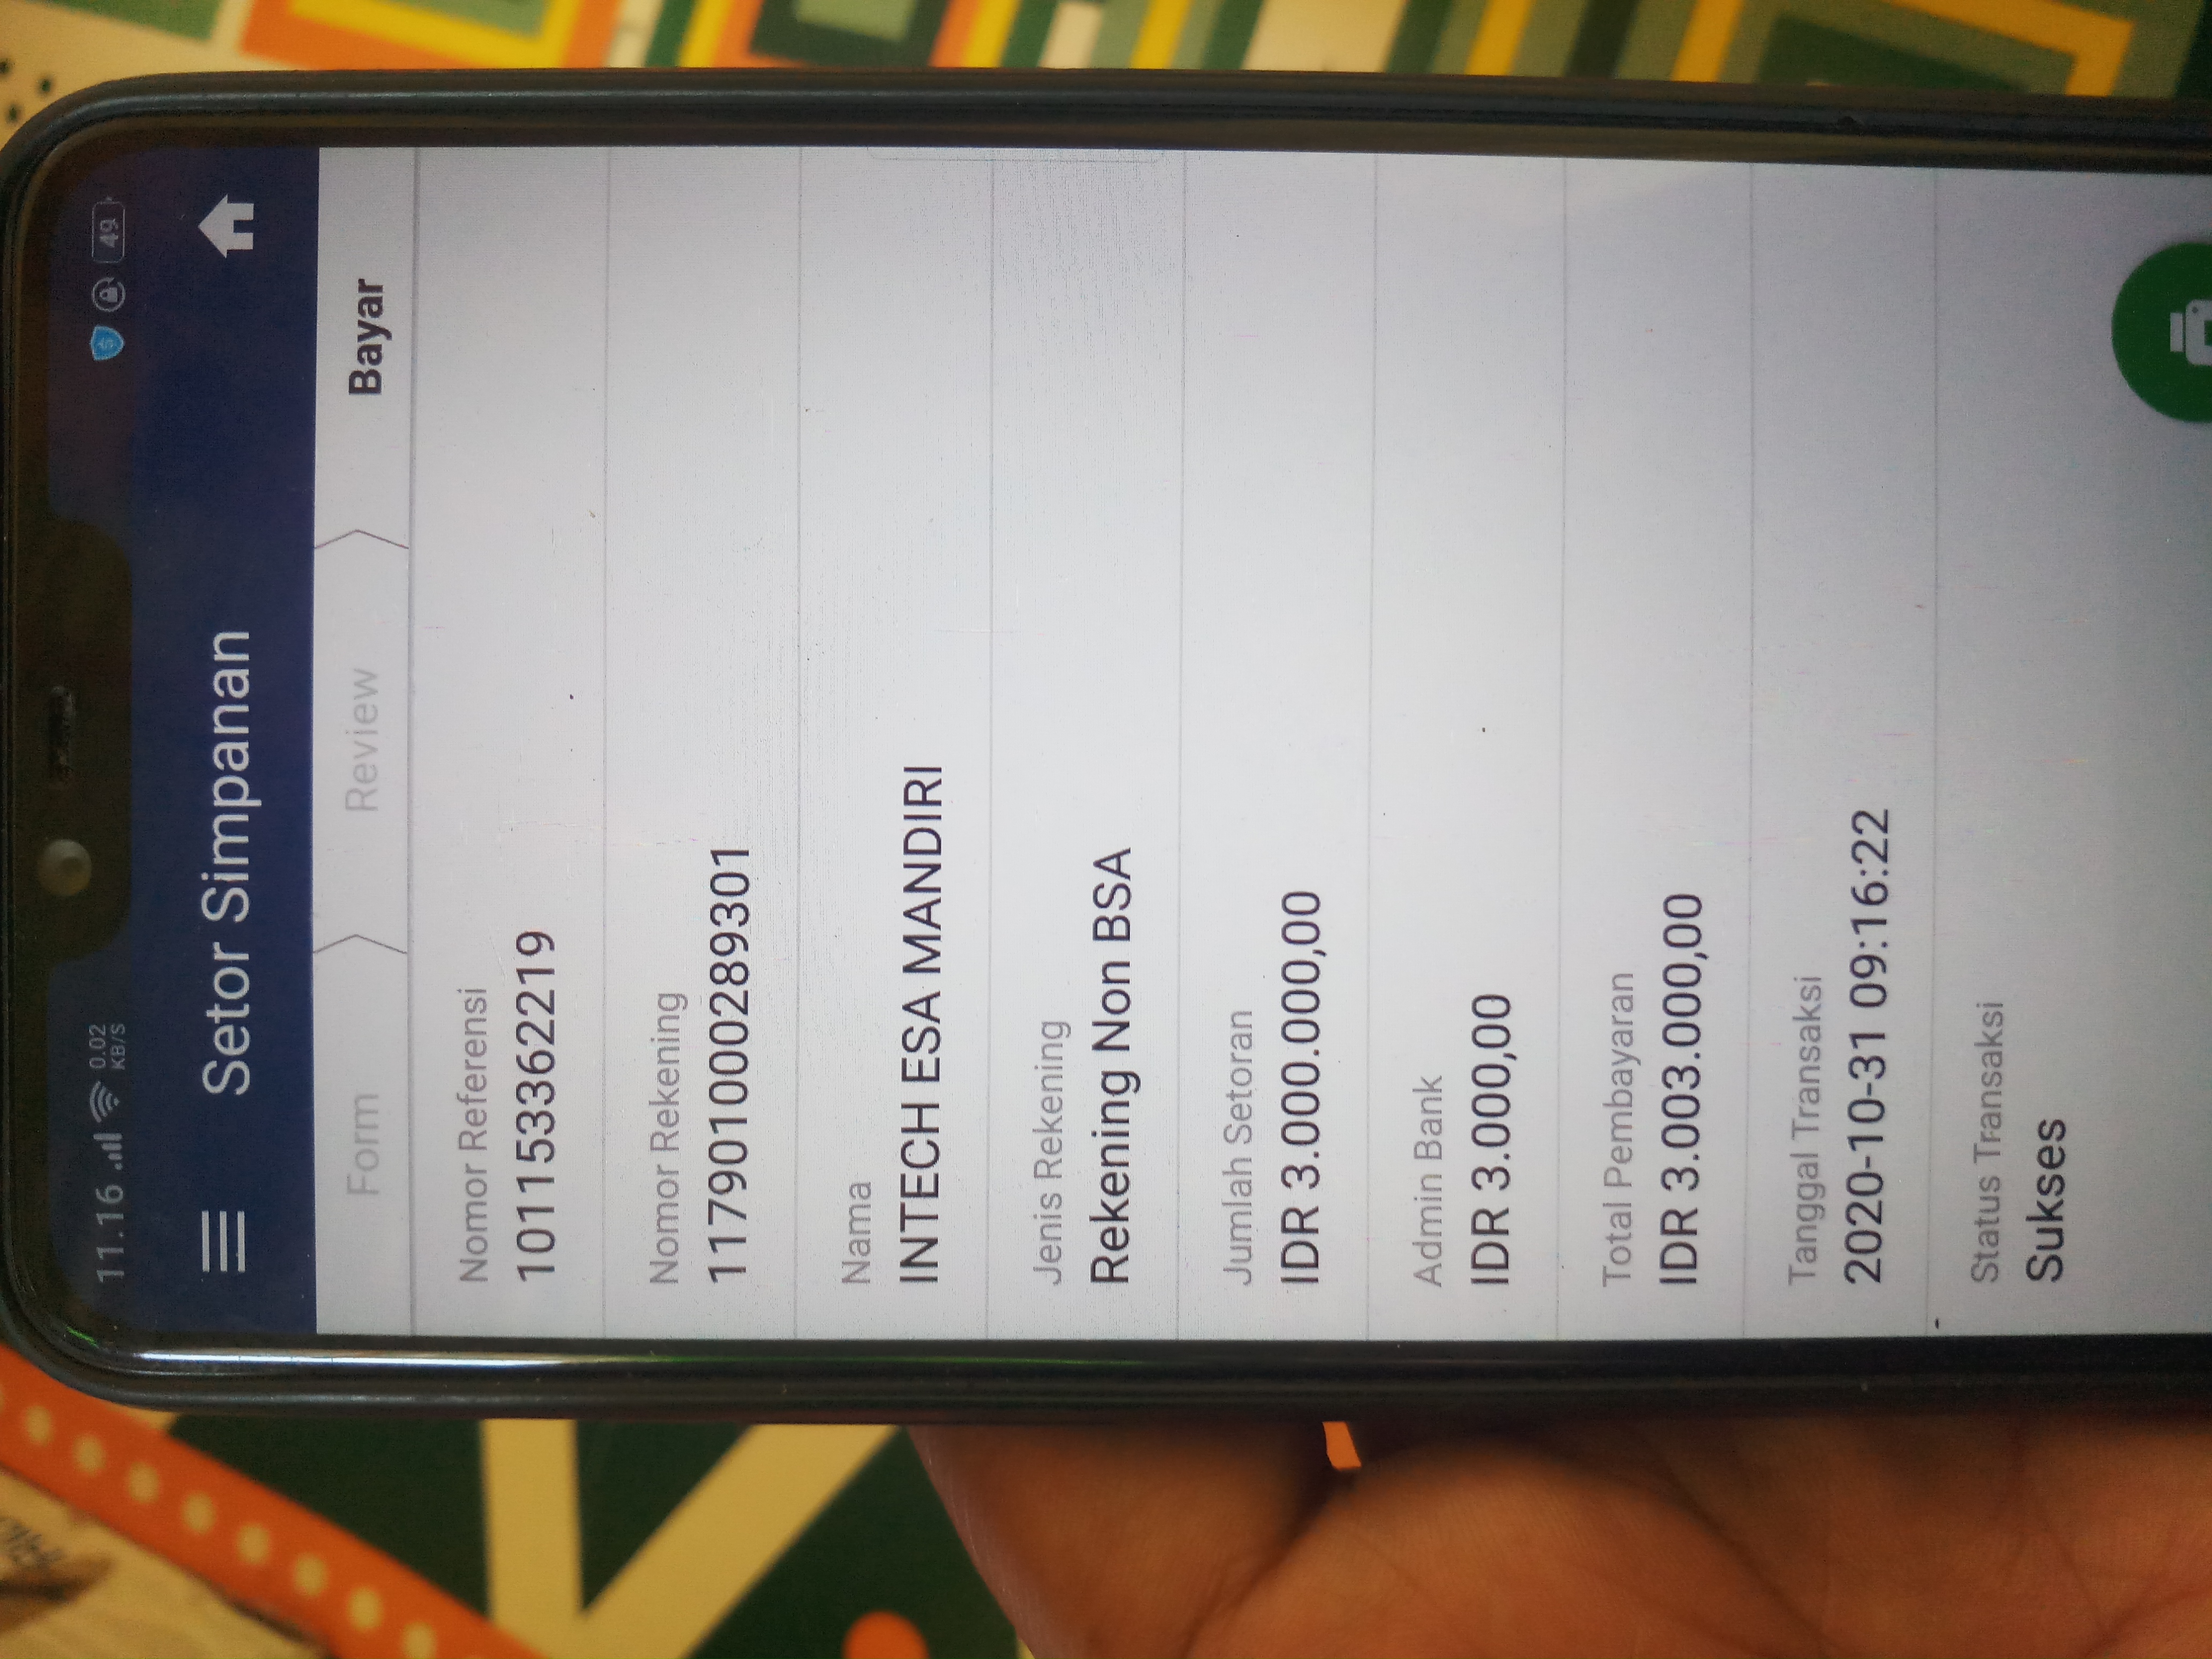 11.16 0.02 KB/S 49
Setor Simpanan
Form Review Bayar
Nomor Referensi
101153362219
Nomor Rekening
117901000289301
Nama
INTECH ESA MANDIRI
Jenis Rekening
Rekening Non BSA
Jumlah Setoran
IDR 3.000.000,00
Admin Bank
IDR 3.000,00
Total Pembayaran
IDR 3.003.000,00
Tanggal Transaksi
2020-10-31 09:16:22
Status Transaksi
Sukses